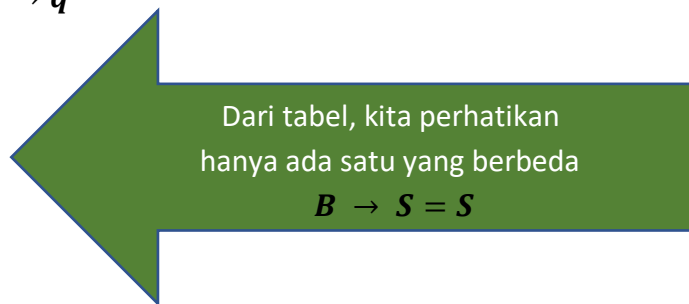 q
Dari tabel, kita perhatikan
hanya ada satu yang berbeda
B → S = S